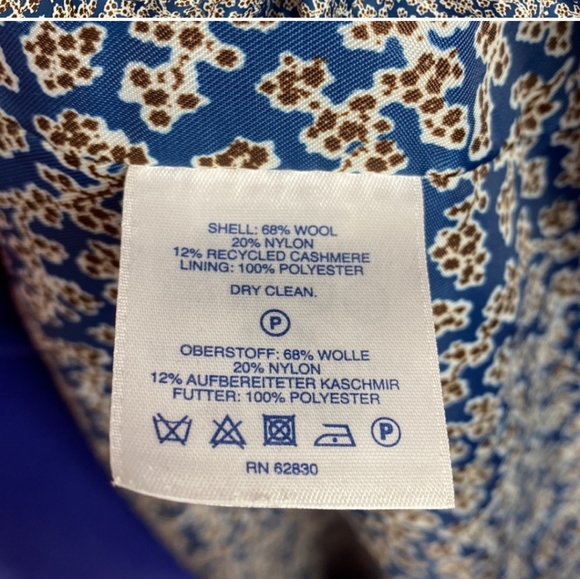 SHELL: 68% WOOL
20% NYLON
12% RECYCLED CASHMERE
LINING: 100% POLYESTER
DRY CLEAN.
P
OBERSTOFF: 68% WOLLE
20% NYLON
12% AUFBEREITETER KASCHMIR
FUTTER: 100% POLYESTER
P
RN 62830